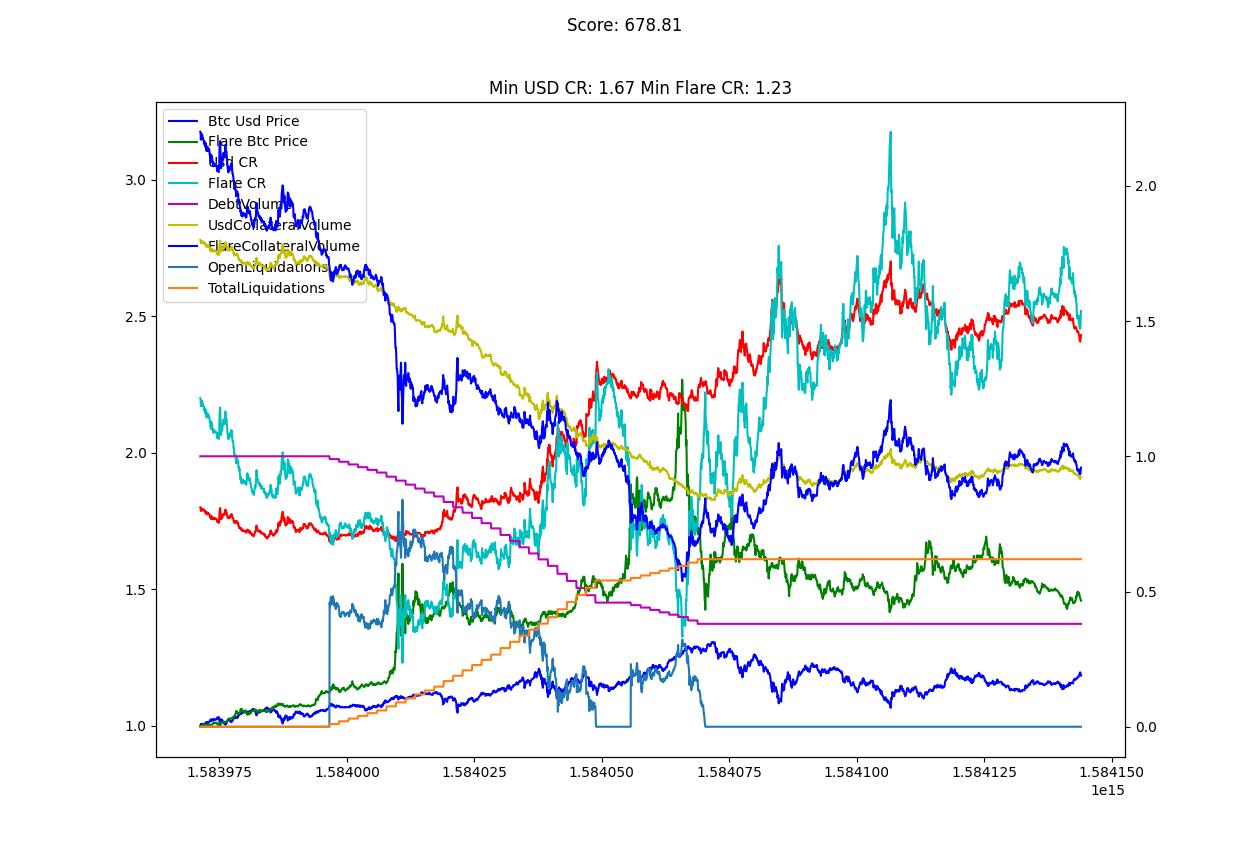 Score: 678.81
Min USD CR: 1.67 Min Flare CR: 1.23
Btc Usd Price
Flare Btc Price
Usd CR
Flare CR
DebtVolume
UsdCollateralVolume
FlareCollateralVolume
OpenLiquidations
TotalLiquidations
3.0
2.5
2.0
1.5
1.0
2.0
1.5
1.0
0.5
0.0
1.583975 1.584000 1.584025 1.584050 1.584075 1.584100 1.584125 1.584150
1e15